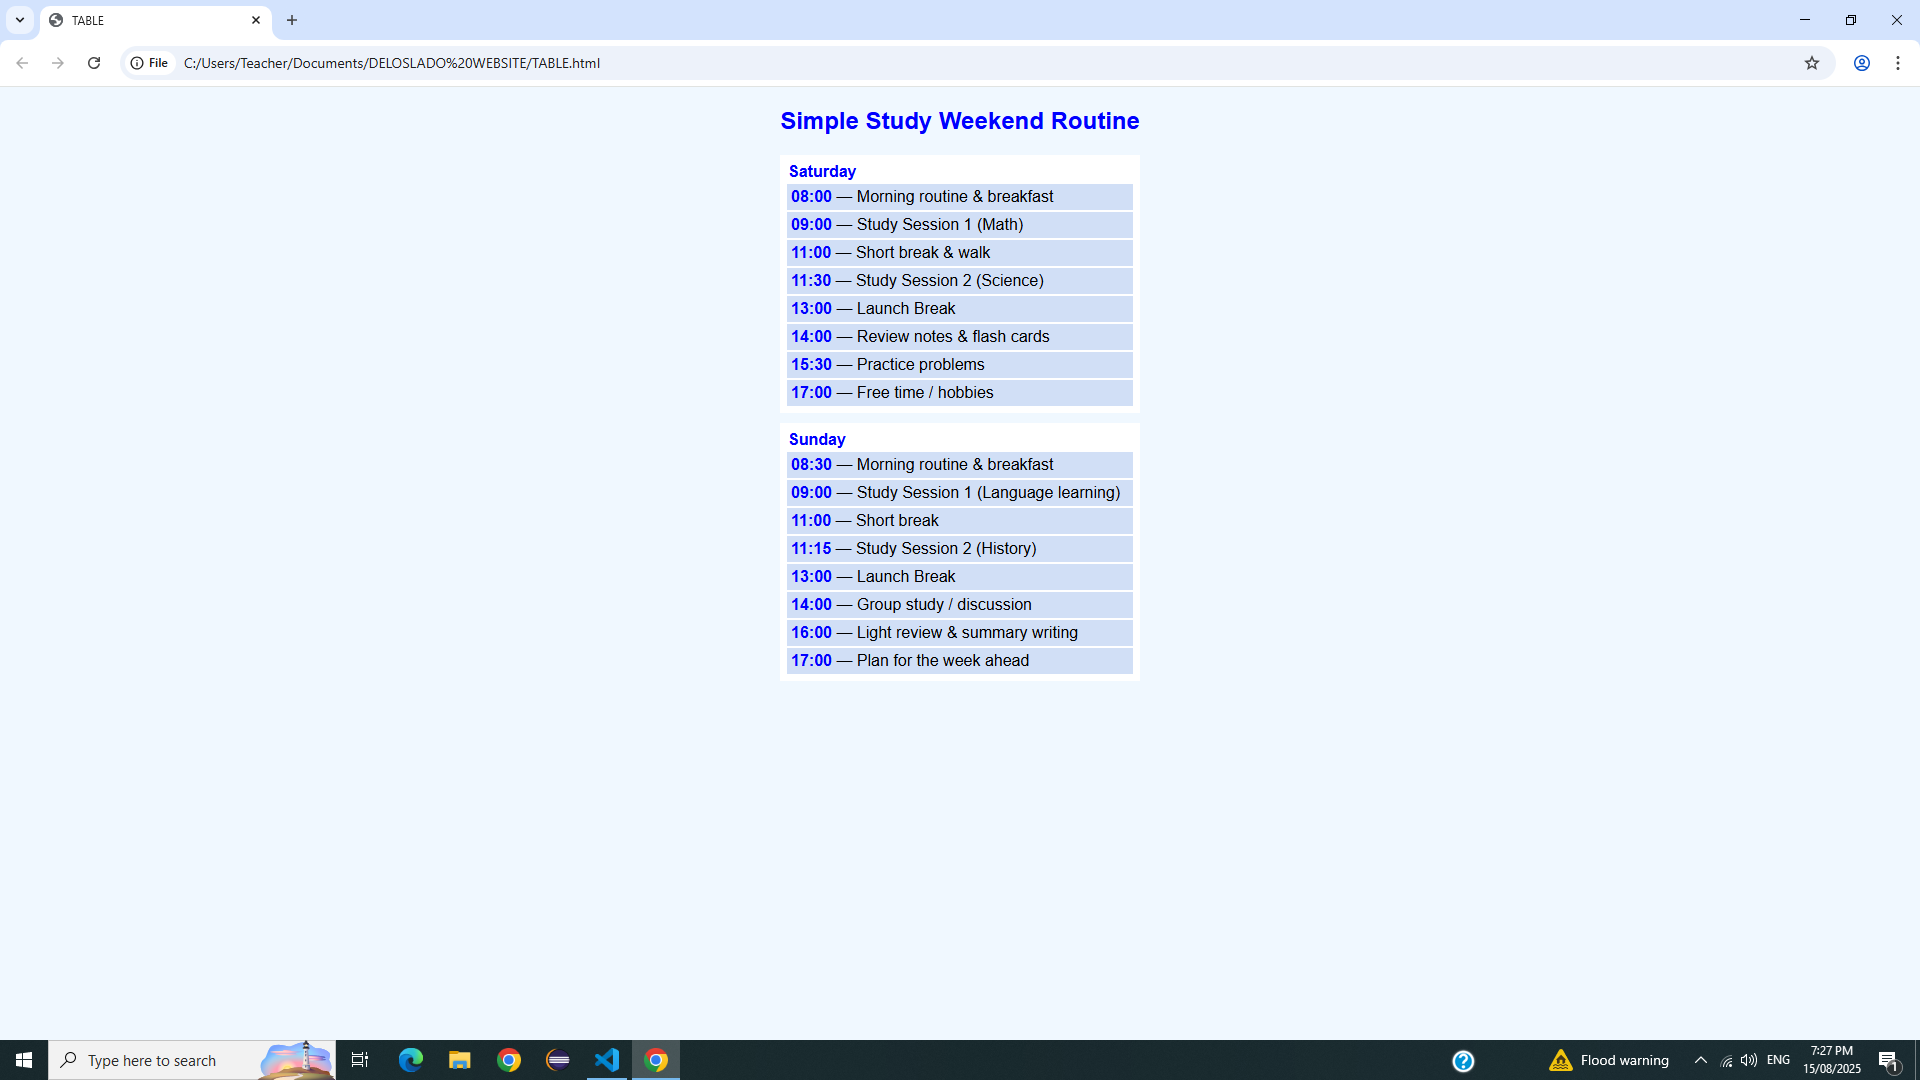 TABLE
File
C:/Users/Teacher/Documents/DELOSLADO%20WEBSITE/TABLE.html
Simple Study Weekend Routine
Saturday
08:00 — Morning routine & breakfast
09:00 — Study Session 1 (Math)
11:00 — Short break & walk
11:30 — Study Session 2 (Science)
13:00 — Launch Break
14:00 — Review notes & flash cards
15:30 — Practice problems
17:00 — Free time / hobbies
Sunday
08:30 — Morning routine & breakfast
09:00 — Study Session 1 (Language learning)
11:00 — Short break
11:15 — Study Session 2 (History)
13:00 — Launch Break
14:00 — Group study / discussion
16:00 — Light review & summary writing
17:00 — Plan for the week ahead
Type here to search
Flood warning
ENG
7:27 PM
15/08/2025
1